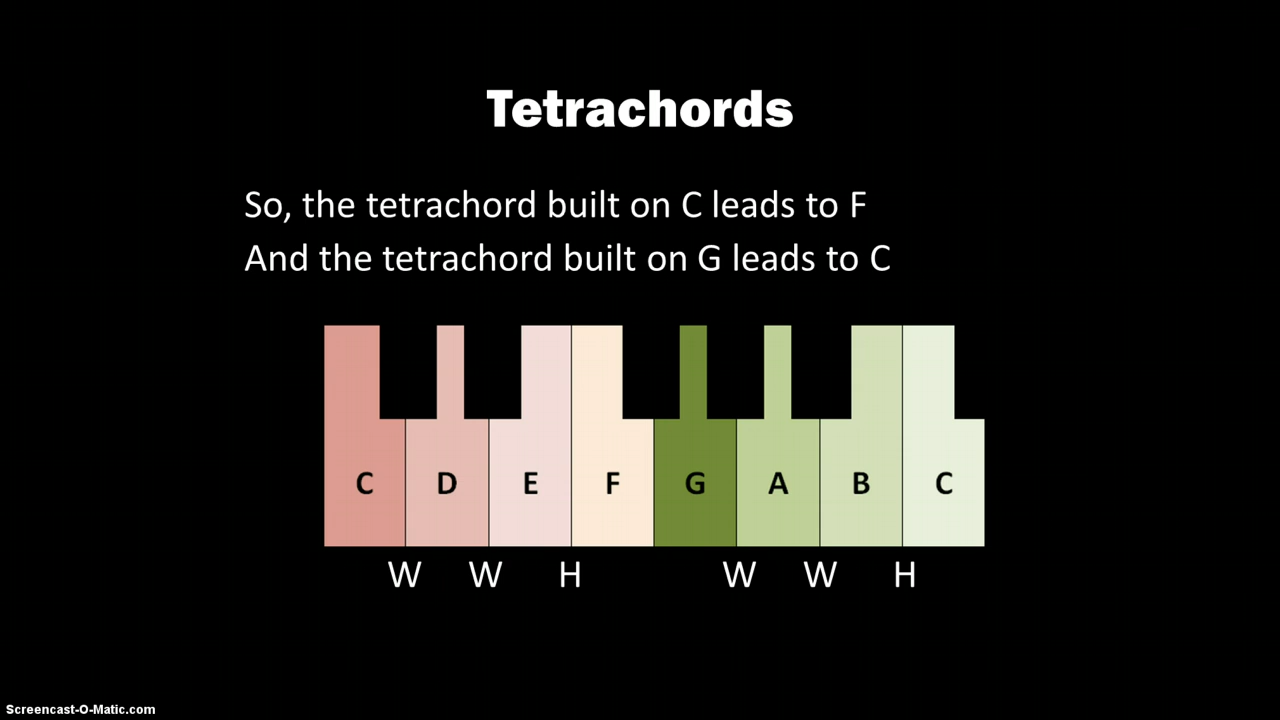 Tetrachords
So, the tetrachord built on C leads to F
And the tetrachord built on G leads to C
C D E F G A B C
W W H W W H
Screencast-O-Matic.com